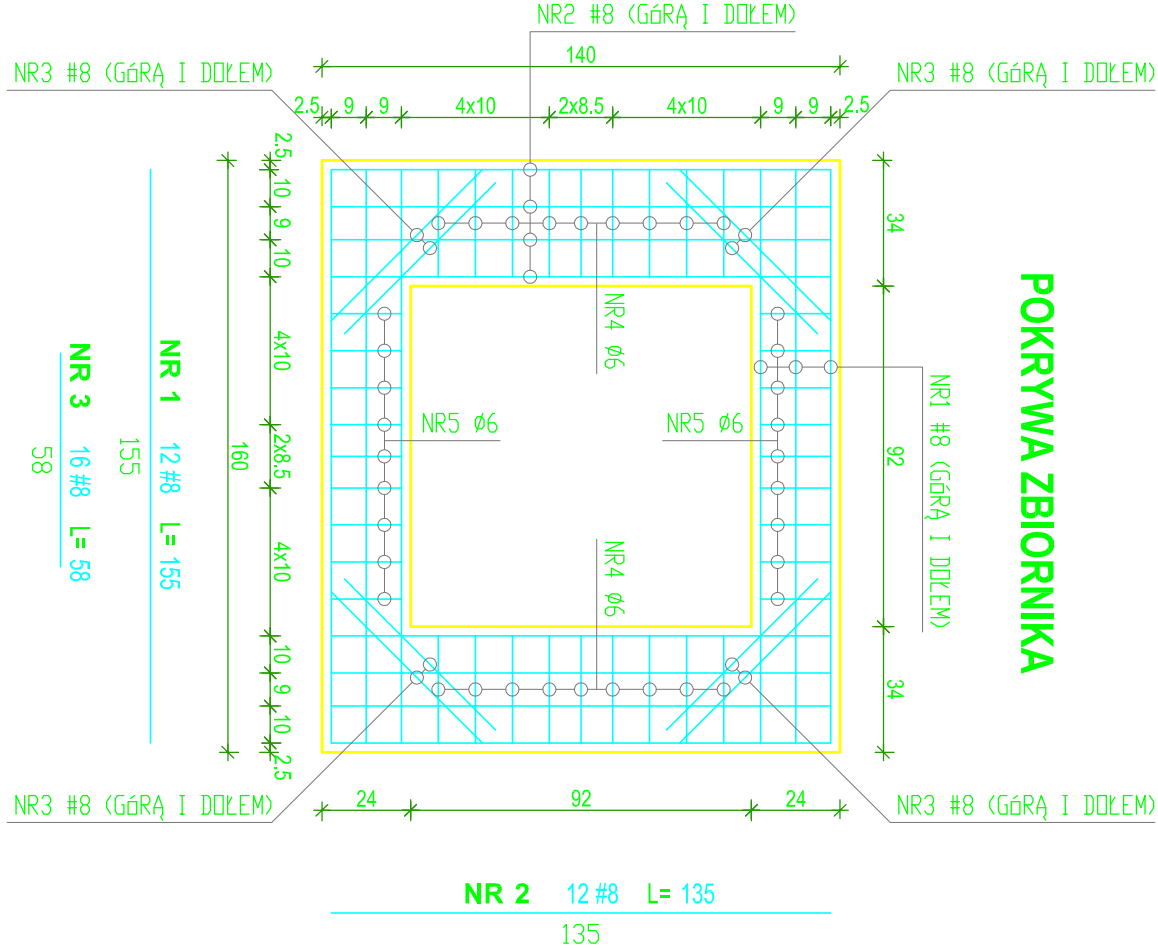 NR2 #8 (GóRĄ I DOŁEM)
140
NR3 #8 (GóRĄ I DOŁEM)
NR3 #8 (GóRĄ I DOŁEM)
2.5 9 9 4x10 2x8.5 4x10 9 9 2.5
2.5
10
9
10
4x10
2x8.5
4x10
10
9
10
2.5
160
34
92
34
NR4 Ø6
NR5 Ø6
NR5 Ø6
NR4 Ø6
NR1 #8 (GóRĄ I DOŁEM)
POKRYWA ZBIORNIKA
NR 1 12 #8 L= 155
155
NR 3 16 #8 L= 58
58
NR3 #8 (GóRĄ I DOŁEM)
24 92 24
NR3 #8 (GóRĄ I DOŁEM)
NR 2 12 #8 L= 135
135